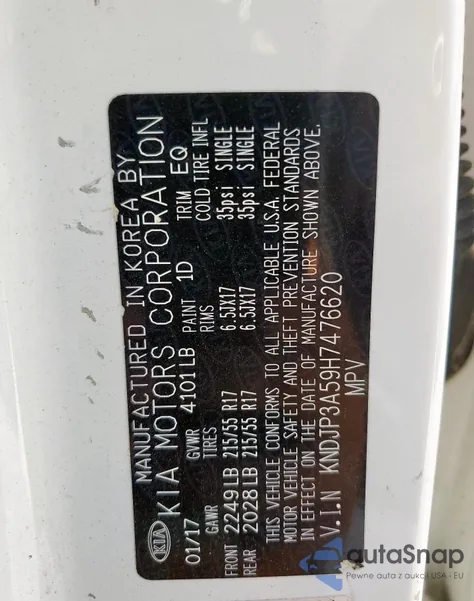 KIA
MANUFACTURED IN KOREA BY
KIA MOTORS CORPORATION
01/17 GVWR 4101LB PAINT 1D TRIM EQ
GAWR TIRES RIMS COLD TIRE INFL
FRONT 2249LB 215/55 R17 6.5JX17 35psi SINGLE
REAR 2028LB 215/55 R17 6.5JX17 35psi SINGLE
THIS VEHICLE CONFORMS TO ALL APPLICABLE U.S.A. FEDERAL
MOTOR VEHICLE SAFETY AND THEFT PREVENTION STANDARDS
IN EFFECT ON THE DATE OF MANUFACTURE SHOWN ABOVE.
V.I.N KNDJP3A59H7476620
MPV
autoSnap
Pewne auta z aukcji USA i EU